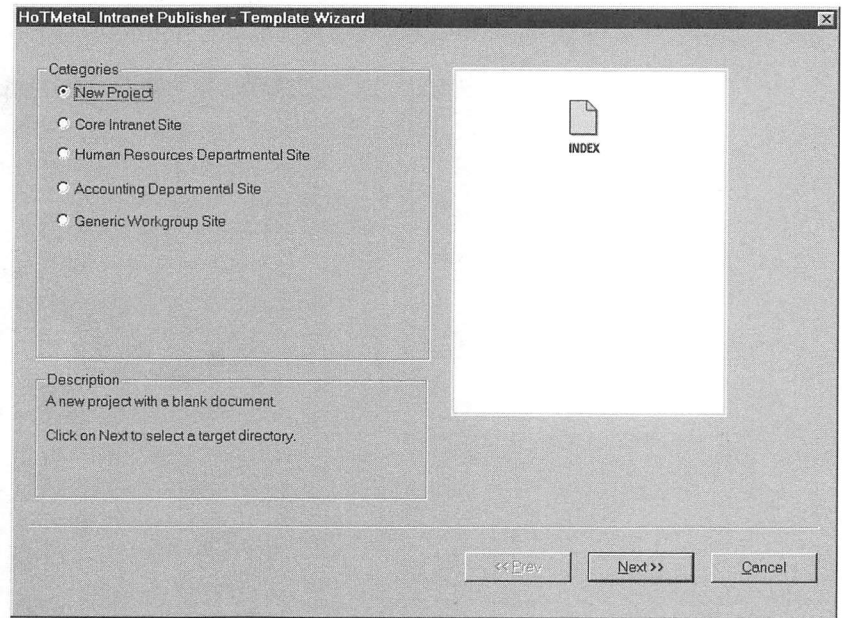 HoTMetaL Intranet Publisher - Template Wizard
Categories
New Project
Core Intranet Site
Human Resources Departmental Site
Accounting Departmental Site
Generic Workgroup Site
INDEX
Description
A new project with a blank document.
Click on Next to select a target directory.
<< Prev
Next >>
Cancel